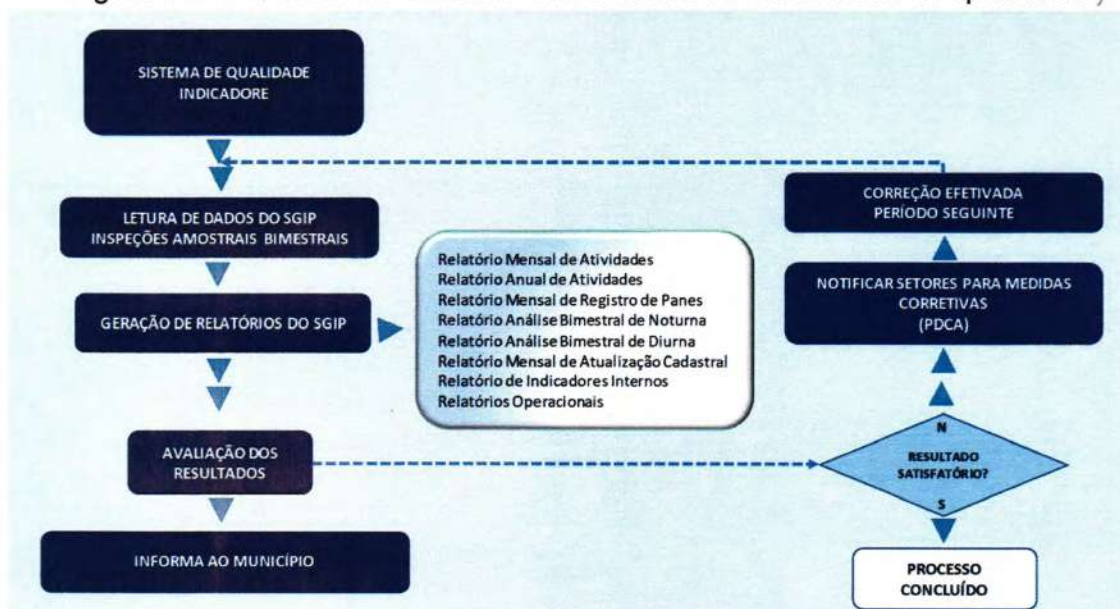 SISTEMA DE QUALIDADE
INDICADORE
LETURA DE DADOS DO SGIP
INSPEÇÕES AMOSTRAIS BIMESTRAIS
GERAÇÃO DE RELATÓRIOS DO SGIP
AVALIAÇÃO DOS
RESULTADOS
INFORMA AO MUNICÍPIO
Relatório Mensal de Atividades
Relatório Anual de Atividades
Relatório Mensal de Registro de Panes
Relatório Análise Bimestral de Noturna
Relatório Análise Bimestral de Diurna
Relatório Mensal de Atualização Cadastral
Relatório de Indicadores Internos
Relatórios Operacionais
CORREÇÃO EFETIVADA
PERÍODO SEGUINTE
NOTIFICAR SETORES PARA MEDIDAS
CORRETIVAS
(PDCA)
N
RESULTADO
SATISFATÓRIO?
S
PROCESSO
CONCLUÍDO